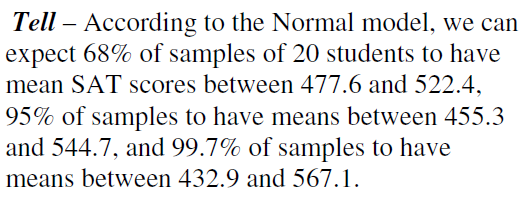 Tell – According to the Normal model, we can
expect 68% of samples of 20 students to have
mean SAT scores between 477.6 and 522.4,
95% of samples to have means between 455.3
and 544.7, and 99.7% of samples to have
means between 432.9 and 567.1.